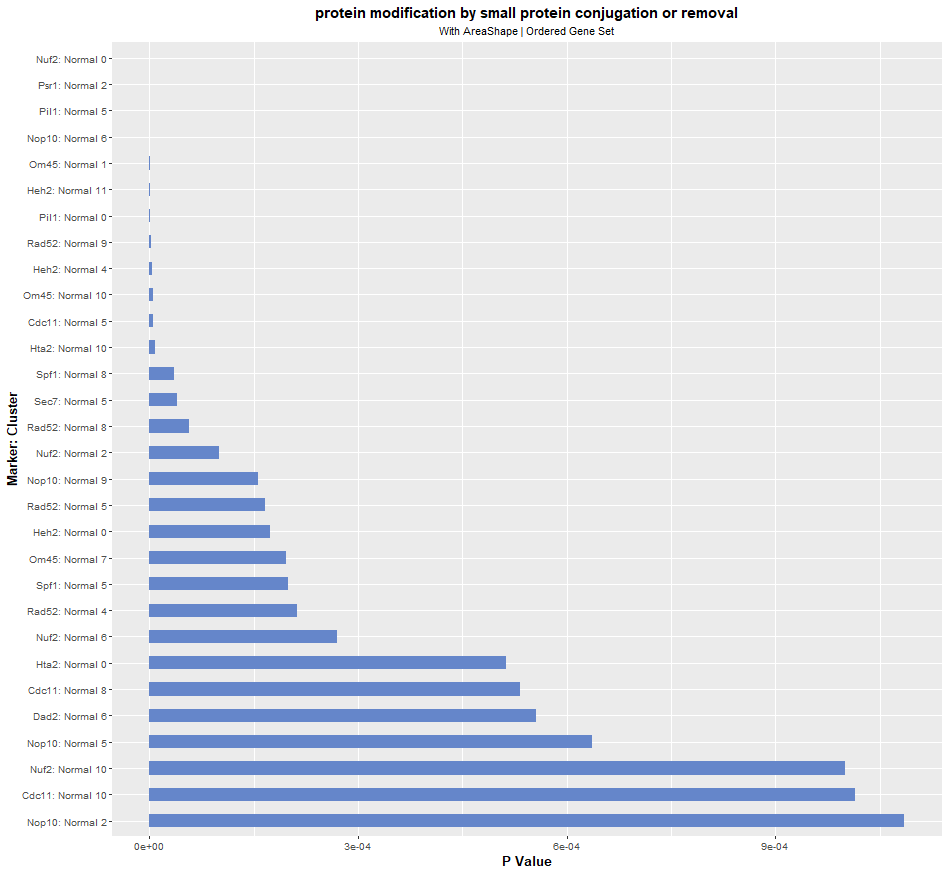 protein modification by small protein conjugation or removal
With AreaShape | Ordered Gene Set
Marker: Cluster
Nuf2: Normal 0
Psr1: Normal 2
Pil1: Normal 5
Nop10: Normal 6
Om45: Normal 1
Heh2: Normal 11
Pil1: Normal 0
Rad52: Normal 9
Heh2: Normal 4
Om45: Normal 10
Cdc11: Normal 5
Hta2: Normal 10
Spf1: Normal 8
Sec7: Normal 5
Rad52: Normal 8
Nuf2: Normal 2
Nop10: Normal 9
Rad52: Normal 5
Heh2: Normal 0
Om45: Normal 7
Spf1: Normal 5
Rad52: Normal 4
Nuf2: Normal 6
Hta2: Normal 0
Cdc11: Normal 8
Dad2: Normal 6
Nop10: Normal 5
Nuf2: Normal 10
Cdc11: Normal 10
Nop10: Normal 2
0e+00 3e-04 6e-04 9e-04
P Value